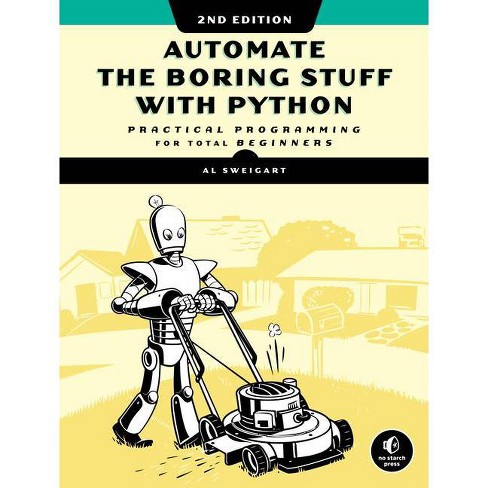 2ND EDITION
AUTOMATE
THE BORING STUFF
WITH PYTHON
PRACTICAL PROGRAMMING
FOR TOTAL BEGINNERS
AL SWEIGART
no starch
press